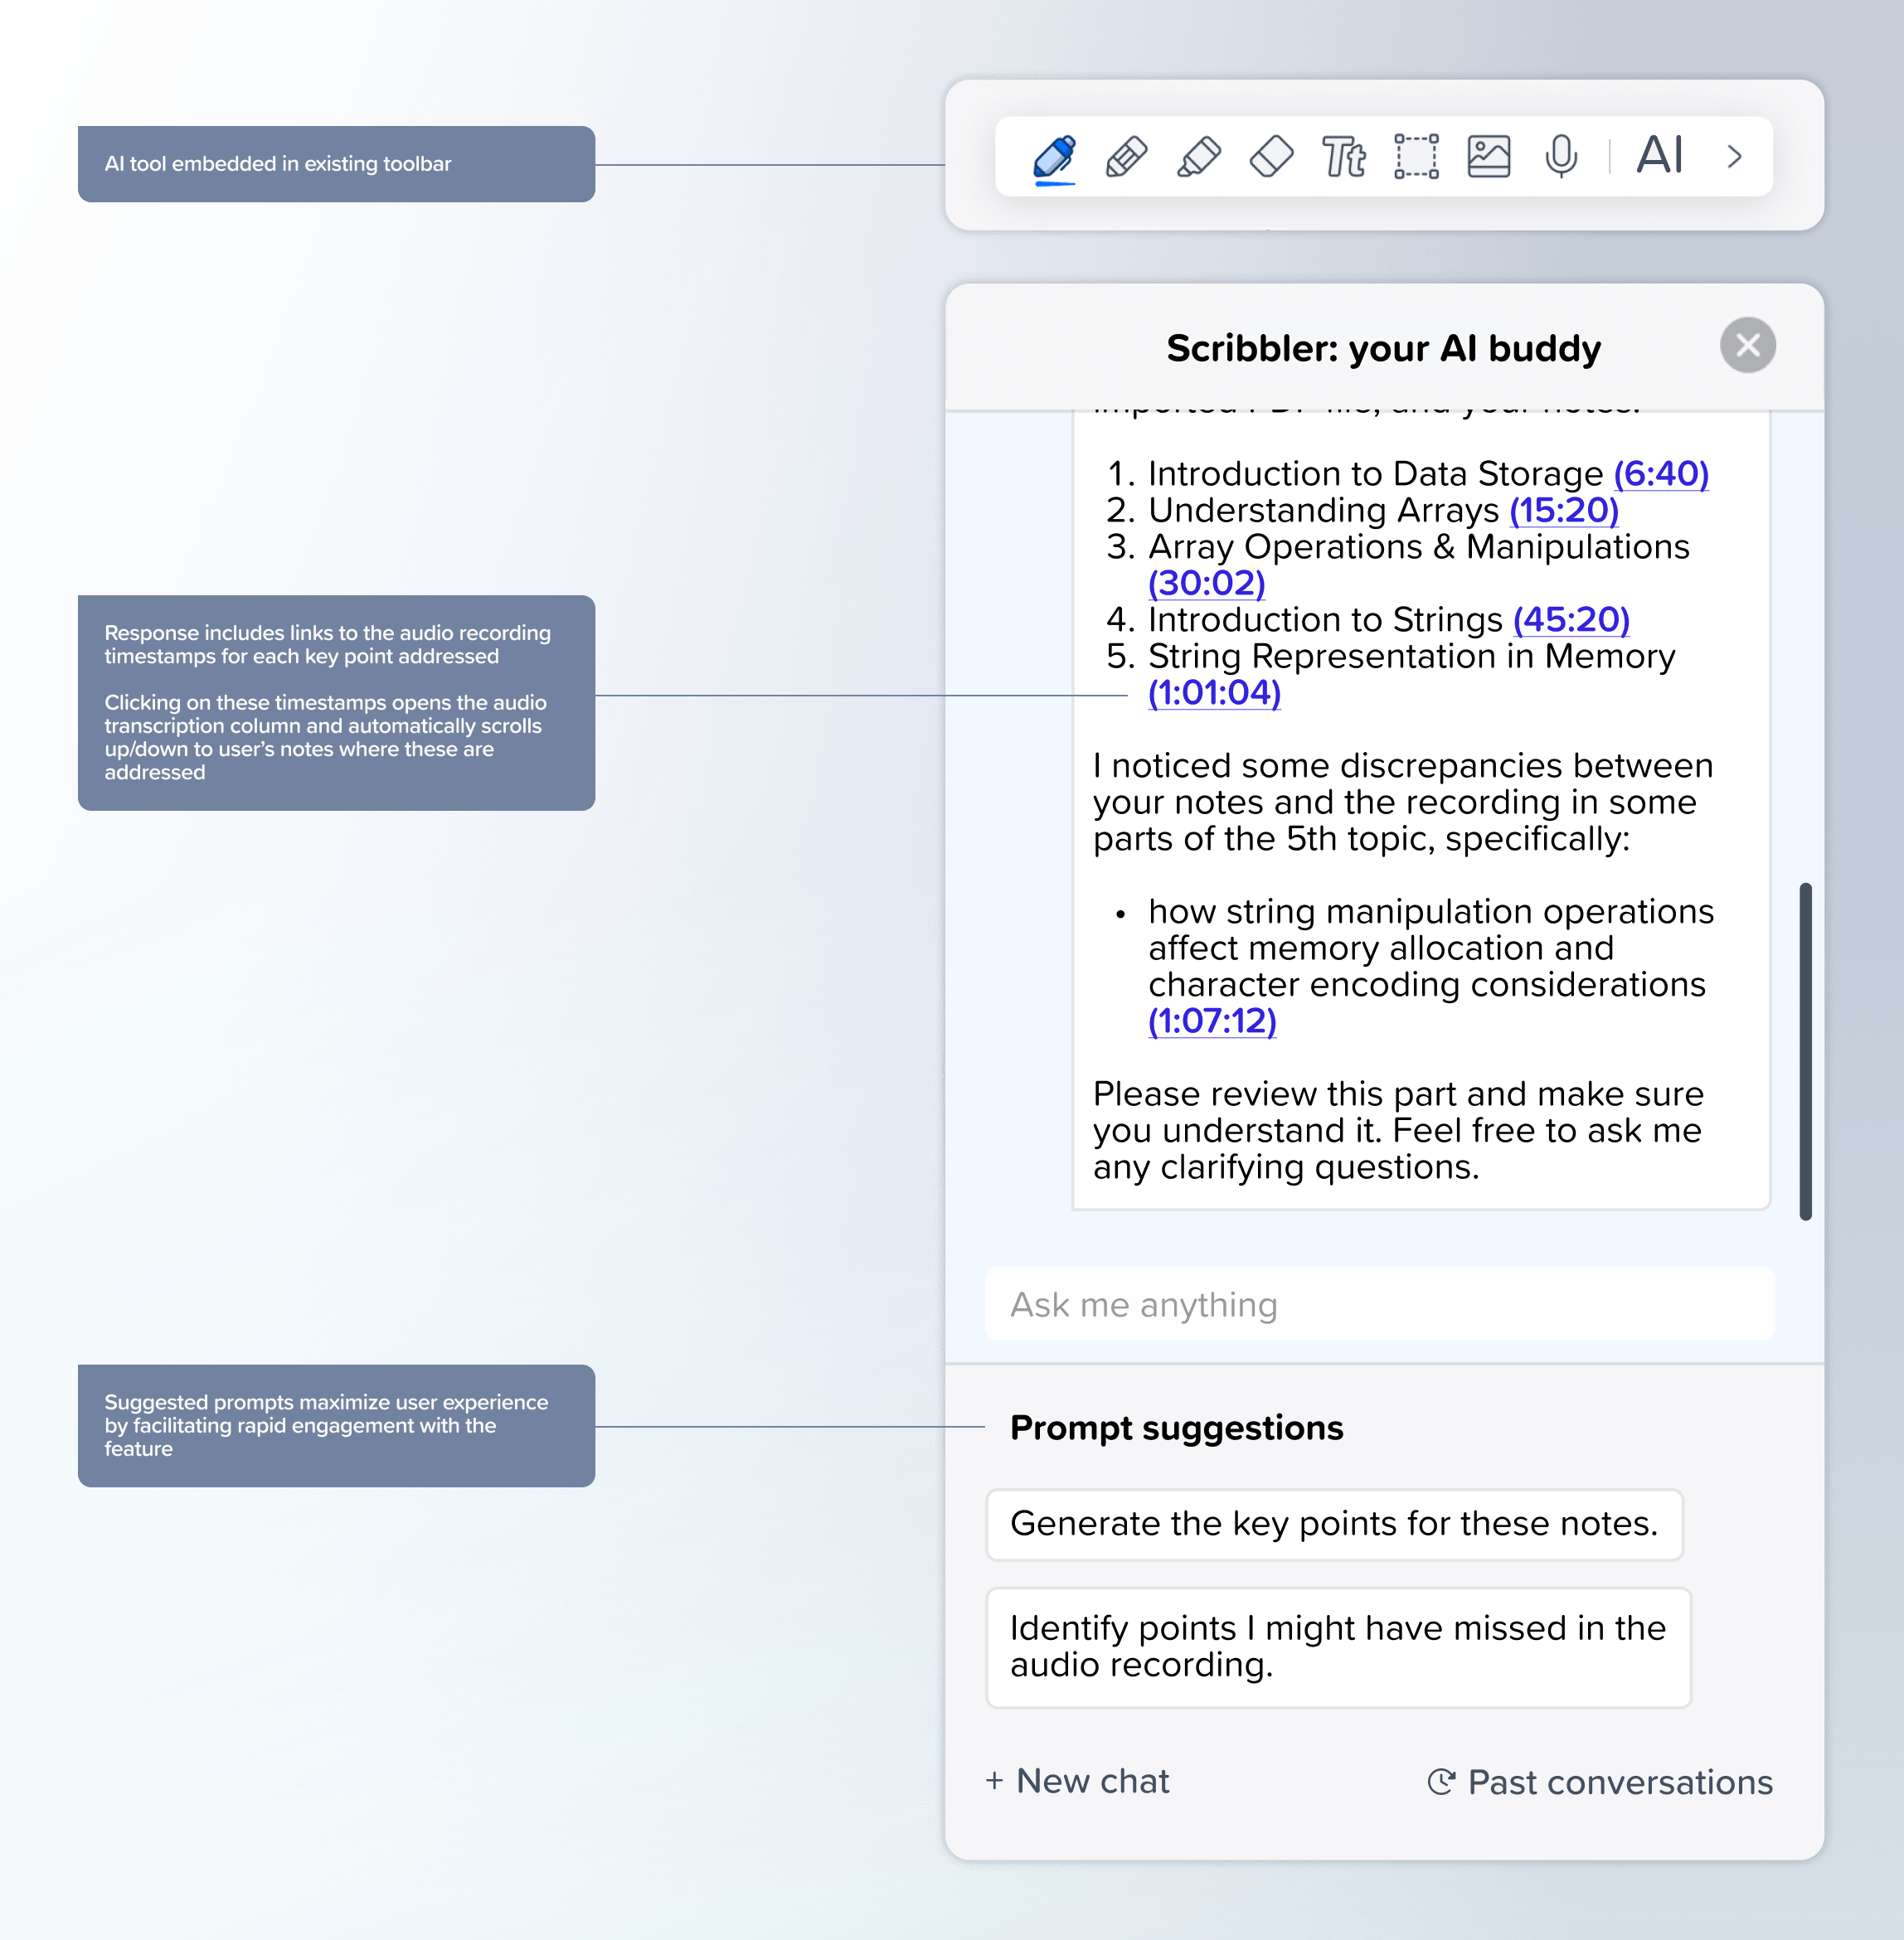 AI tool embedded in existing toolbar
Tt
AI
Scribbler: your AI buddy
imported PDF file, and your notes.
1. Introduction to Data Storage (6:40)
2. Understanding Arrays (15:20)
3. Array Operations & Manipulations
(30:02)
4. Introduction to Strings (45:20)
5. String Representation in Memory
(1:01:04)
Response includes links to the audio recording
timestamps for each key point addressed
Clicking on these timestamps opens the audio
transcription column and automatically scrolls
up/down to user’s notes where these are
addressed
I noticed some discrepancies between
your notes and the recording in some
parts of the 5th topic, specifically:
• how string manipulation operations
affect memory allocation and
character encoding considerations
(1:07:12)
Please review this part and make sure
you understand it. Feel free to ask me
any clarifying questions.
Ask me anything
Suggested prompts maximize user experience
by facilitating rapid engagement with the
feature
Prompt suggestions
Generate the key points for these notes.
Identify points I might have missed in the
audio recording.
+ New chat
Past conversations